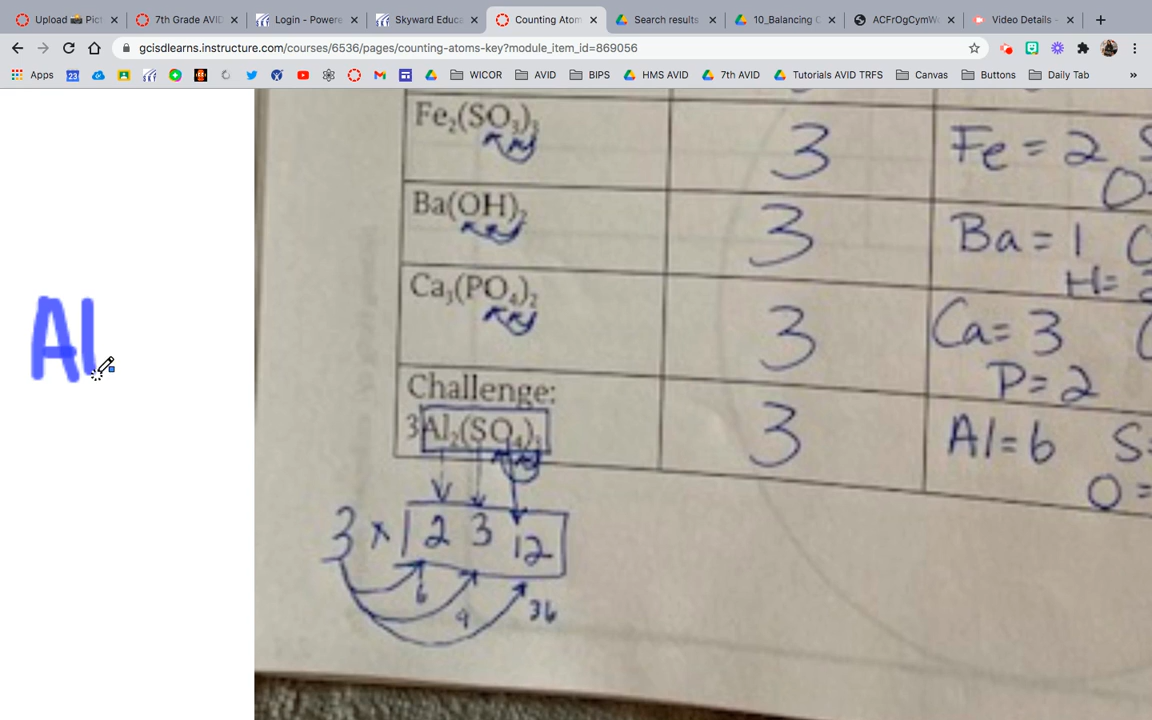 Upload 📸 Pict
7th Grade AVID
Login - Powere
Skyward Educa
Counting Atom
Search results
10_Balancing C
ACFrOgCymW
Video Details -
gcisdlearns.instructure.com/courses/6536/pages/counting-atoms-key?module_item_id=869056
Apps
23
WICOR
AVID
BIPS
HMS AVID
7th AVID
Tutorials AVID TRFS
Canvas
Buttons
Daily Tab
»
Fe₂(SO₃)₃
3
Fe = 2 S
O
Ba(OH)₂
3
Ba = 1 O
H=
Ca₃(PO₄)₂
3
Ca = 3
P = 2
Al
Challenge:
3Al₂(SO₄)₃
3
Al = 6 S=
O =
3 x 2 3 12
6 9 36